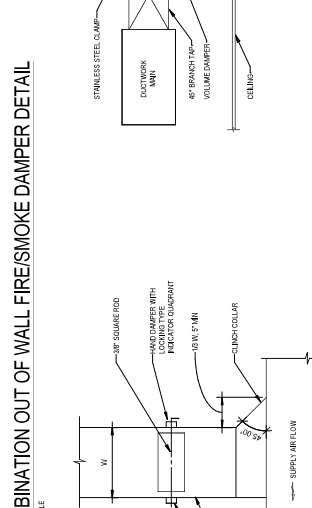 BINATION OUT OF WALL FIRE/SMOKE DAMPER DETAIL
LE
STAINLESS STEEL CLAMP
DUCTWORK
MAIN
45° BRANCH TAP
VOLUME DAMPER
CEILING
3/8" SQUARE ROD
HAND DAMPER WITH
LOCKING TYPE
INDICATOR QUADRANT
1/3 W, 5" MIN
CLINCH COLLAR
W
45.00°
SUPPLY AIR FLOW